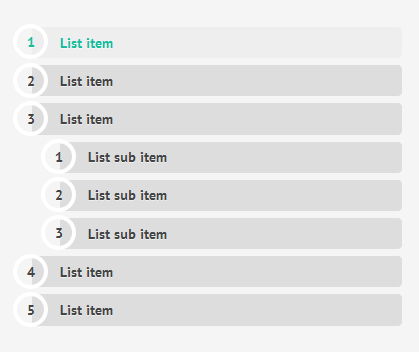 1 List item
2 List item
3 List item
1 List sub item
2 List sub item
3 List sub item
4 List item
5 List item